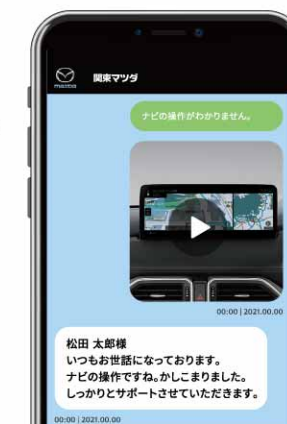 mazda
関東マツダ
ナビの操作がわかりません。
00:00 | 2021.00.00
松田 太郎様
いつもお世話になっております。
ナビの操作ですね。かしこまりました。
しっかりとサポートさせていただきます。
00:00 | 2021.00.00